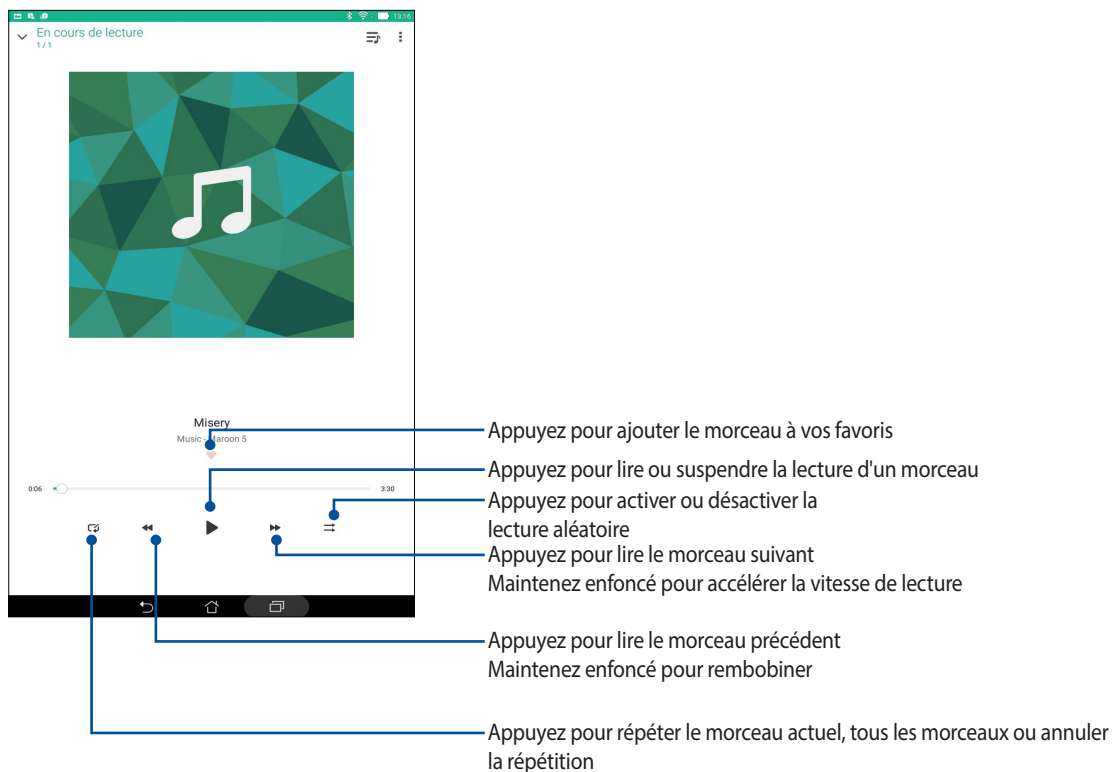 13:16
En cours de lecture
1/1
Misery
Music - Maroon 5
Appuyez pour ajouter le morceau à vos favoris
Appuyez pour lire ou suspendre la lecture d'un morceau
0:06
3:30
Appuyez pour activer ou désactiver la
lecture aléatoire
Appuyez pour lire le morceau suivant
Maintenez enfoncé pour accélérer la vitesse de lecture
Appuyez pour lire le morceau précédent
Maintenez enfoncé pour rembobiner
Appuyez pour répéter le morceau actuel, tous les morceaux ou annuler
la répétition